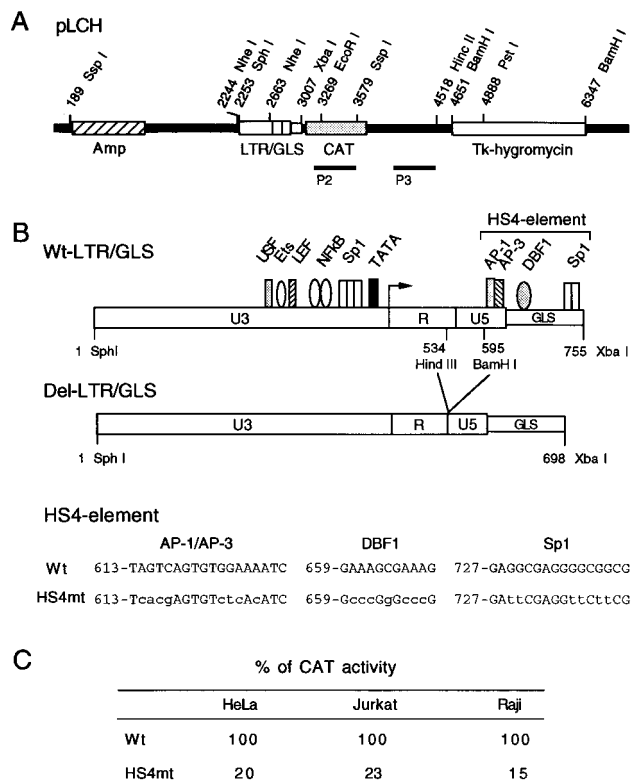 A
pLCH
189 Ssp I
2244 Nhe I
2253 Sph I
2663 Nhe I
3007 Xba I
3269 EcoR I
3579 Ssp I
4518 Hinc II
4651 BamH I
4888 Pst I
6347 BamH I
Amp LTR/GLS CAT Tk-hygromycin
P2 P3
B
HS4-element
Wt-LTR/GLS
USF Ets LEF NFkB Sp1 TATA AP-1 AP-3 DBF1 Sp1
U3 R U5 GLS
1 SphI 534 595 755 Xba I
Hind III BamH I
Del-LTR/GLS
U3 R U5 GLS
1 Sph I 698 Xba I
HS4-element
AP-1/AP-3 DBF1 Sp1
Wt 613-TAGTCAGTGTGGAAAATC 659-GAAAGCGAAAG 727-GAGGCGAGGGGCGGCG
HS4mt 613-TcacgAGTGTctcAcATC 659-GcccGgGcccG 727-GAttCGAGGttCttCG
C
% of CAT activity
HeLa Jurkat Raji
Wt 100 100 100
HS4mt 20 23 15